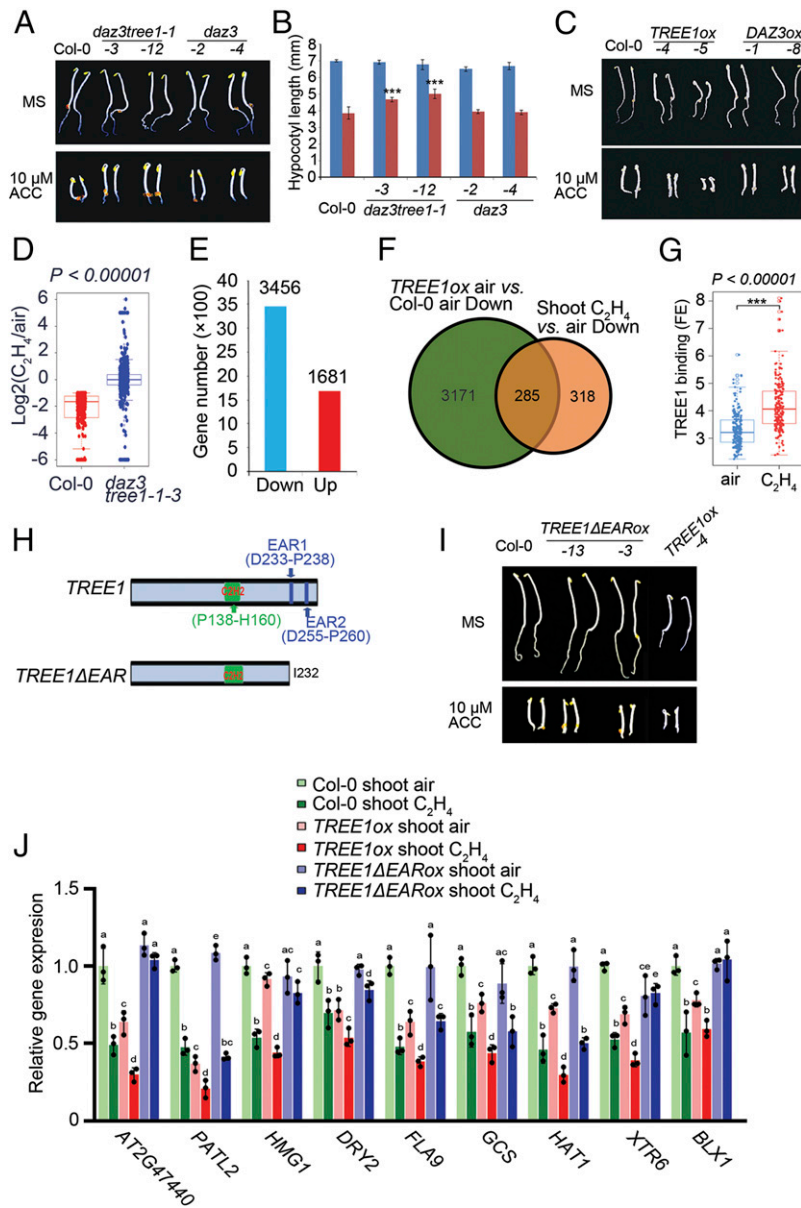 A
daz3tree1-1
daz3
Col-0
-3
-12
-2
-4
MS
10 µM
ACC
B
Hypocotyl length (mm)
8
7
6
5
4
3
2
1
0
***
***
Col-0
-3
-12
-2
-4
daz3tree1-1
daz3
C
TREE1ox
DAZ3ox
Col-0
-4
-5
-1
-8
MS
10 µM
ACC
D
P < 0.00001
Log2(C2H4/air)
6
4
2
0
-2
-4
-6
Col-0
daz3
tree1-1-3
E
Gene number (×100)
40
35
30
25
20
15
10
5
0
3456
1681
Down
Up
F
TREE1ox air vs.
Col-0 air Down
Shoot C2H4
vs. air Down
3171
285
318
G
P < 0.00001
***
TREE1 binding (FE)
8
7
6
5
4
3
air
C2H4
H
EAR1
(D233-P238)
TREE1
C2H2
(P138-H160)
EAR2
(D255-P260)
TREE1ΔEAR
C2H2
I232
I
TREE1ΔEARox
TREE1ox
-4
Col-0
-13
-3
MS
10 µM
ACC
Col-0 shoot air
Col-0 shoot C2H4
TREE1ox shoot air
TREE1ox shoot C2H4
TREE1ΔEARox shoot air
TREE1ΔEARox shoot C2H4
J
Relative gene expression
1.5
1.0
0.5
0
a b c d a a
a b c d e bc
a b c d ac c
a b b c a d
a b c d a c
a b c d ac b
a b c d a b
a b c d ce e
a b c b a a
AT2G47440
PATL2
HMG1
DRY2
FLA9
GCS
HAT1
XTR6
BLX1